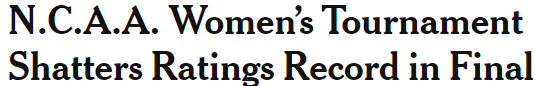 N.C.A.A. Women’s Tournament
Shatters Ratings Record in Final